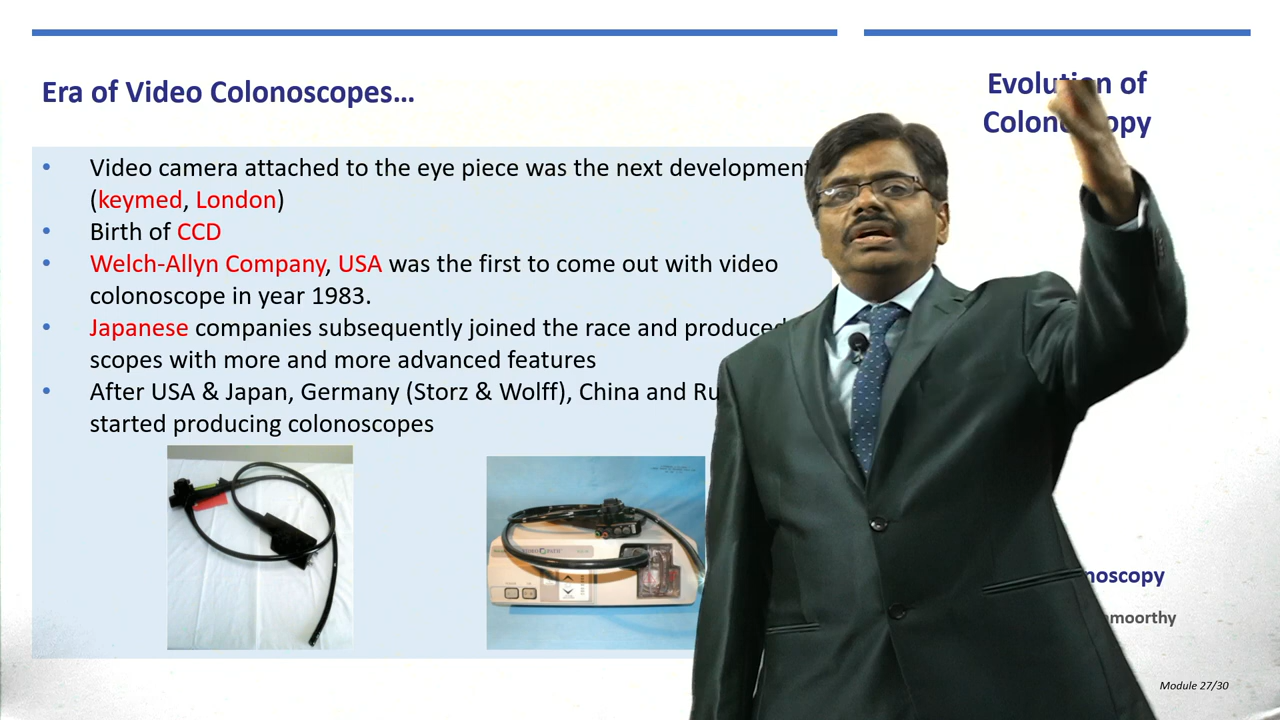 Era of Video Colonoscopes...
Evolution of
Colonoscopy
• Video camera attached to the eye piece was the next development
(keymed, London)
• Birth of CCD
• Welch-Allyn Company, USA was the first to come out with video
colonoscope in year 1983.
• Japanese companies subsequently joined the race and produced
scopes with more and more advanced features
• After USA & Japan, Germany (Storz & Wolff), China and Ru
started producing colonoscopes
noscopy
moorthy
Module 27/30